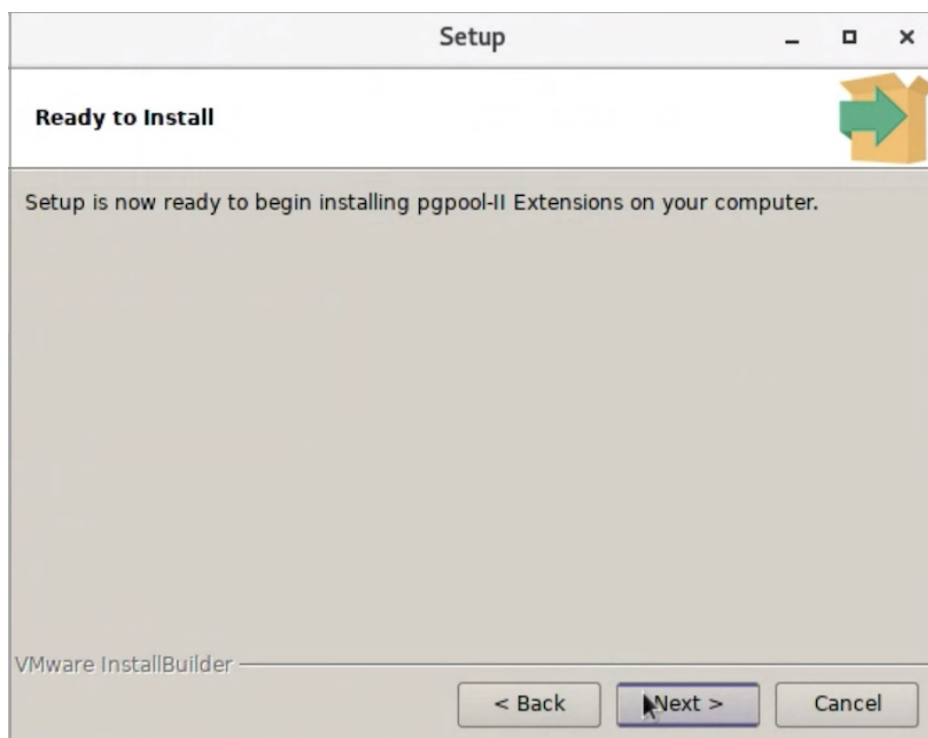 Setup
Ready to Install
Setup is now ready to begin installing pgpool-II Extensions on your computer.
VMware InstallBuilder
< Back Next > Cancel